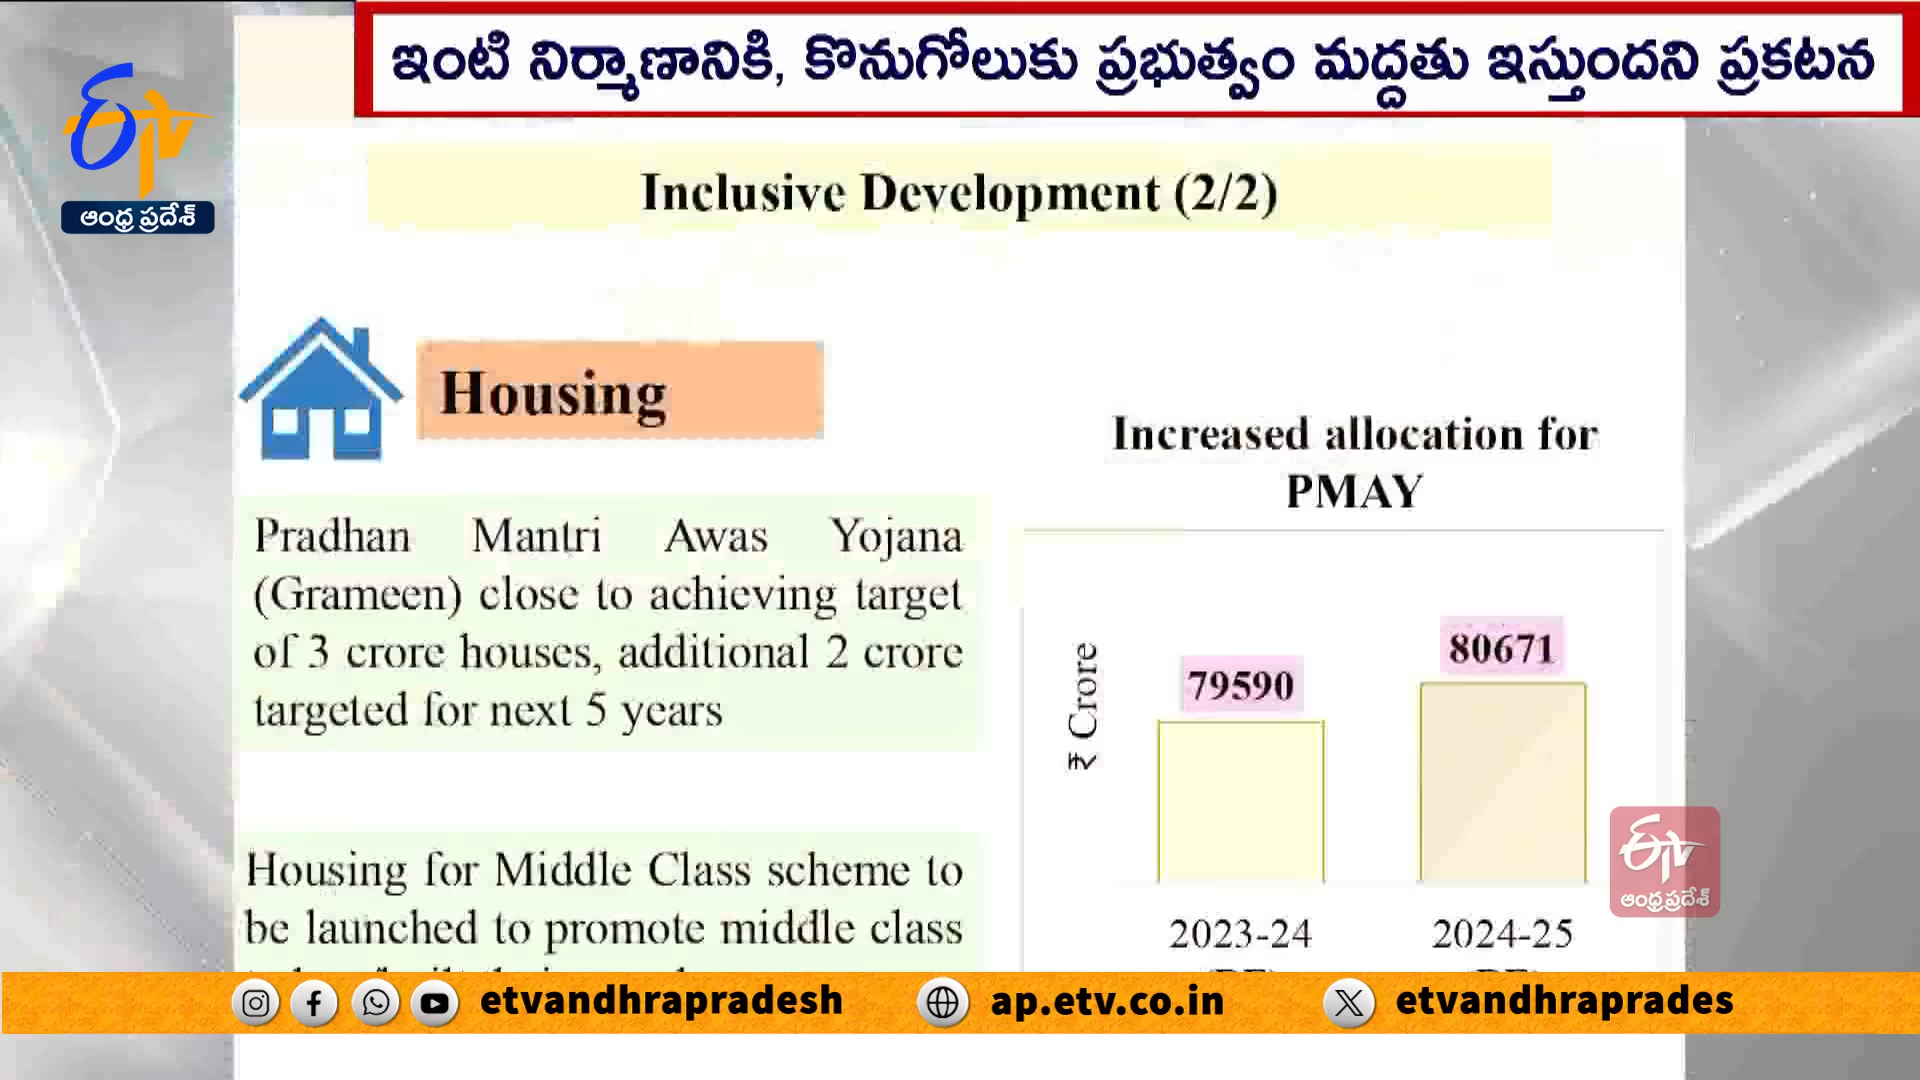 ఇంటి నిర్మాణానికి, కొనుగోలుకు ప్రభుత్వం మద్దతు ఇస్తుందని ప్రకటన
ETV
ఆంధ్ర ప్రదేశ్
Inclusive Development (2/2)
Housing
Pradhan Mantri Awas Yojana
(Grameen) close to achieving target
of 3 crore houses, additional 2 crore
targeted for next 5 years
Housing for Middle Class scheme to
be launched to promote middle class
Increased allocation for
PMAY
₹ Crore
79590
80671
2023-24
2024-25
ETV
ఆంధ్రప్రదేశ్
etvandhrapradesh
ap.etv.co.in
etvandhraprades